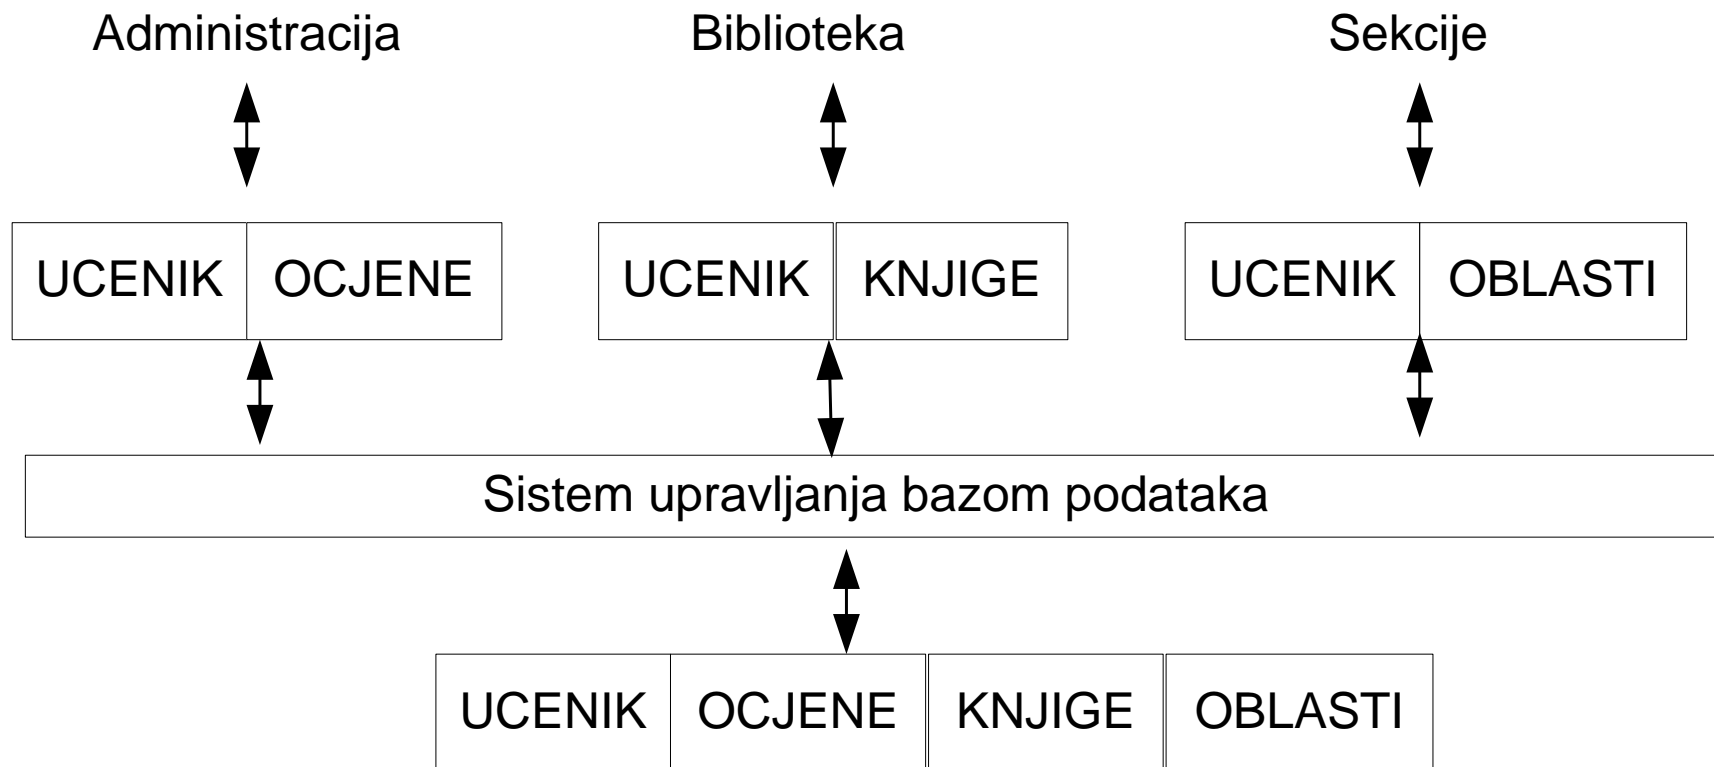 Administracija Biblioteka Sekcije
UCENIK OCJENE UCENIK KNJIGE UCENIK OBLASTI
Sistem upravljanja bazom podataka
UCENIK OCJENE KNJIGE OBLASTI